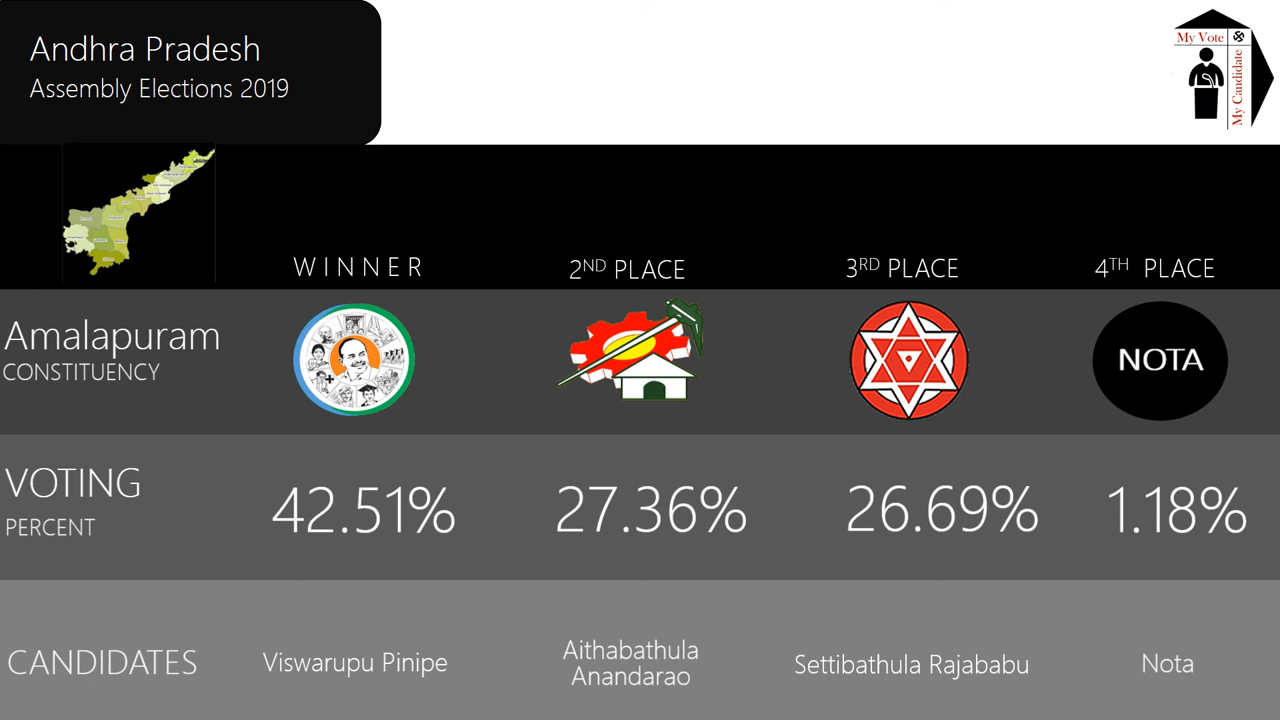 Andhra Pradesh
Assembly Elections 2019
My Vote
My Candidate
WINNER
2ND PLACE
3RD PLACE
4TH PLACE
Amalapuram
CONSTITUENCY
NOTA
VOTING
PERCENT
42.51%
27.36%
26.69%
1.18%
CANDIDATES
Viswarupu Pinipe
Aithabathula
Anandarao
Settibathula Rajababu
Nota